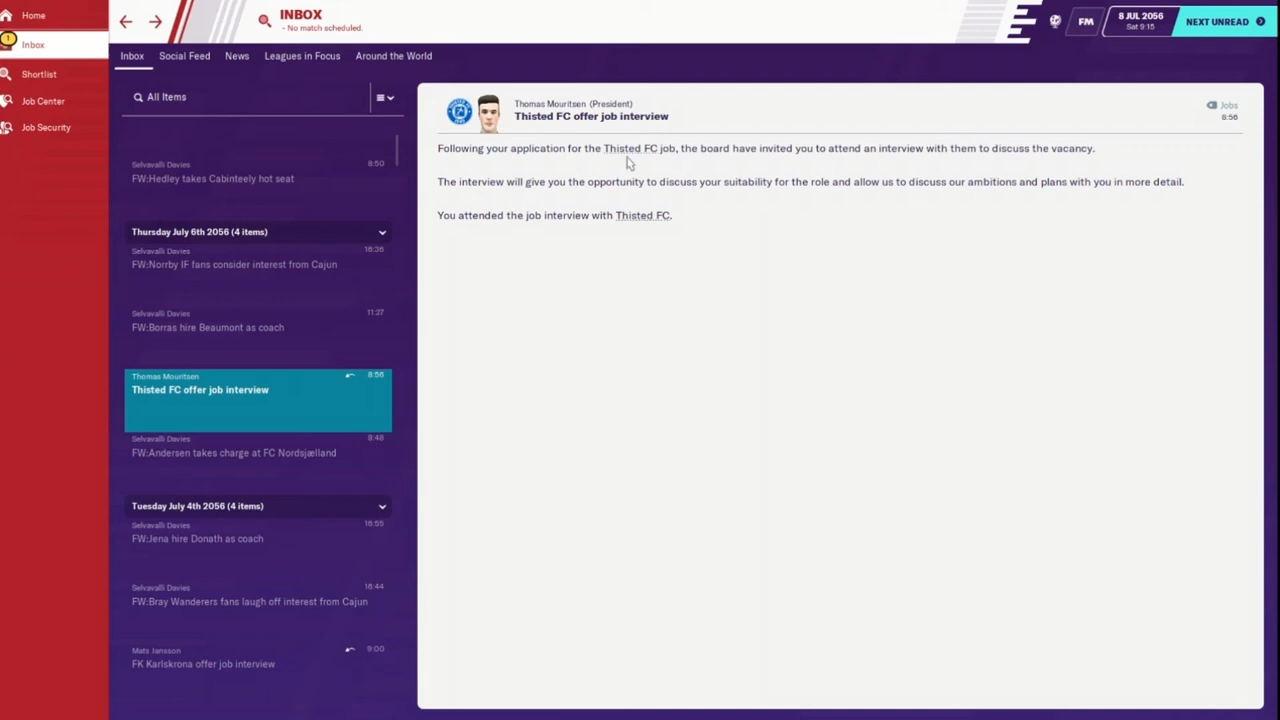 Home
Inbox
Shortlist
Job Center
Job Security
INBOX
- No match scheduled.
FM
8 JUL 2056
Sat 9:15
NEXT UNREAD
Inbox
Social Feed
News
Leagues in Focus
Around the World
All Items
Selvavalli Davies
8:50
FW:Hedley takes Cabinteely hot seat
Thursday July 6th 2056 (4 items)
Selvavalli Davies
16:36
FW:Norrby IF fans consider interest from Cajun
Selvavalli Davies
11:27
FW:Borras hire Beaumont as coach
Thomas Mouritsen
8:56
Thisted FC offer job interview
Selvavalli Davies
8:48
FW:Andersen takes charge at FC Nordsjælland
Tuesday July 4th 2056 (4 items)
Selvavalli Davies
16:55
FW:Jena hire Donath as coach
Selvavalli Davies
16:44
FW:Bray Wanderers fans laugh off interest from Cajun
Mats Jansson
9:00
FK Karlskrona offer job interview
Thomas Mouritsen (President)
Thisted FC offer job interview
Jobs
8:56
Following your application for the Thisted FC job, the board have invited you to attend an interview with them to discuss the vacancy.
The interview will give you the opportunity to discuss your suitability for the role and allow us to discuss our ambitions and plans with you in more detail.
You attended the job interview with Thisted FC.